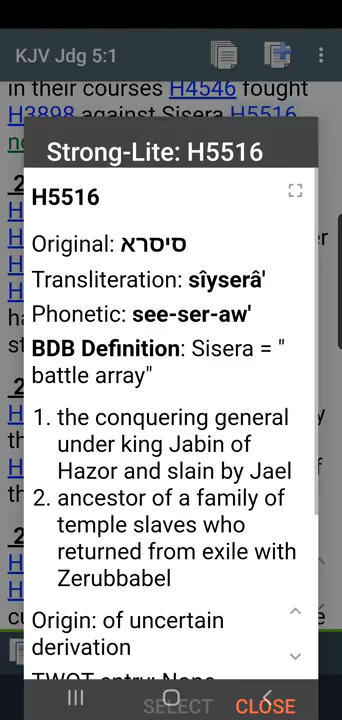 KJV Jdg 5:1
in their courses H4546 fought
H3898 against Sisera H5516
Strong-Lite: H5516
H5516
Original: סיסרא
Transliteration: sîyserâ'
Phonetic: see-ser-aw'
BDB Definition: Sisera = "
battle array"
1. the conquering general
under king Jabin of
Hazor and slain by Jael
2. ancestor of a family of
temple slaves who
returned from exile with
Zerubbabel
Origin: of uncertain
derivation
TWOT entry: None
SELECT CLOSE